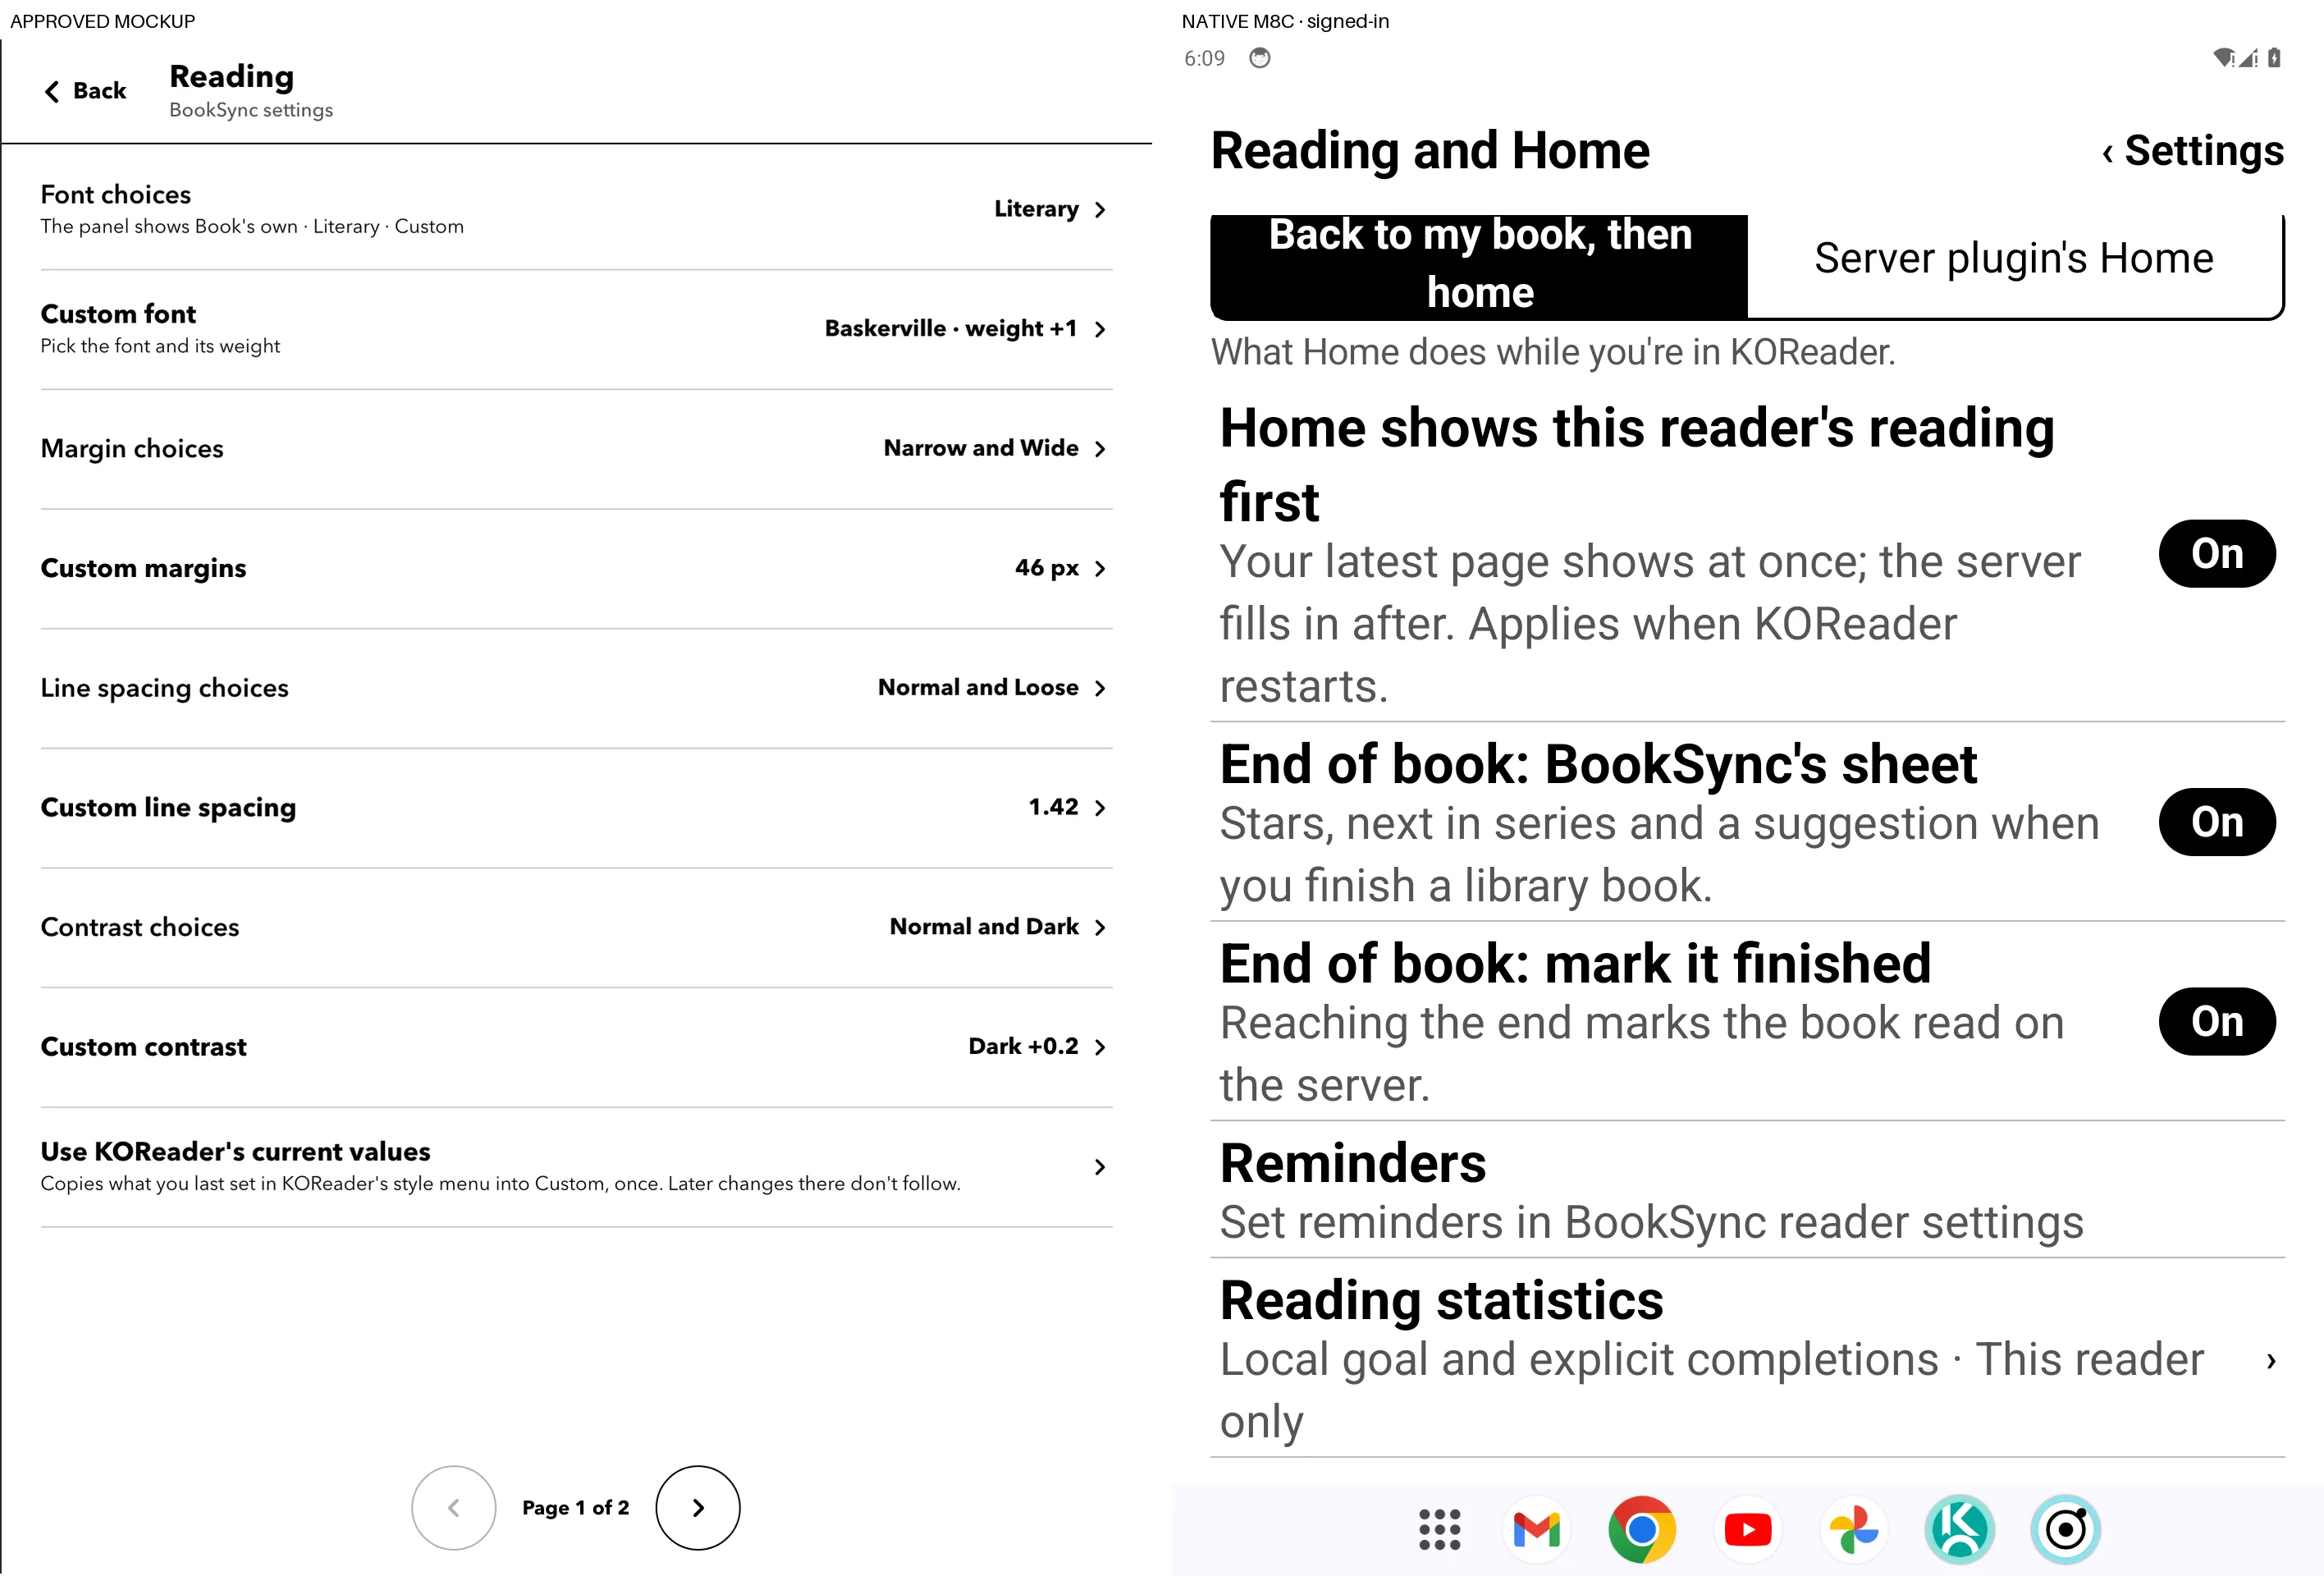 APPROVED MOCKUP
Back
Reading
BookSync settings
Font choices
The panel shows Book's own · Literary · Custom
Literary
Custom font
Pick the font and its weight
Baskerville · weight +1
Margin choices
Narrow and Wide
Custom margins
46 px
Line spacing choices
Normal and Loose
Custom line spacing
1.42
Contrast choices
Normal and Dark
Custom contrast
Dark +0.2
Use KOReader's current values
Copies what you last set in KOReader's style menu into Custom, once. Later changes there don't follow.
Page 1 of 2
NATIVE M8C · signed-in
6:09
Reading and Home
‹ Settings
Back to my book, then
home
Server plugin's Home
What Home does while you're in KOReader.
Home shows this reader's reading
first
Your latest page shows at once; the server
fills in after. Applies when KOReader
restarts.
On
End of book: BookSync's sheet
Stars, next in series and a suggestion when
you finish a library book.
On
End of book: mark it finished
Reaching the end marks the book read on
the server.
On
Reminders
Set reminders in BookSync reader settings
Reading statistics
Local goal and explicit completions · This reader
only